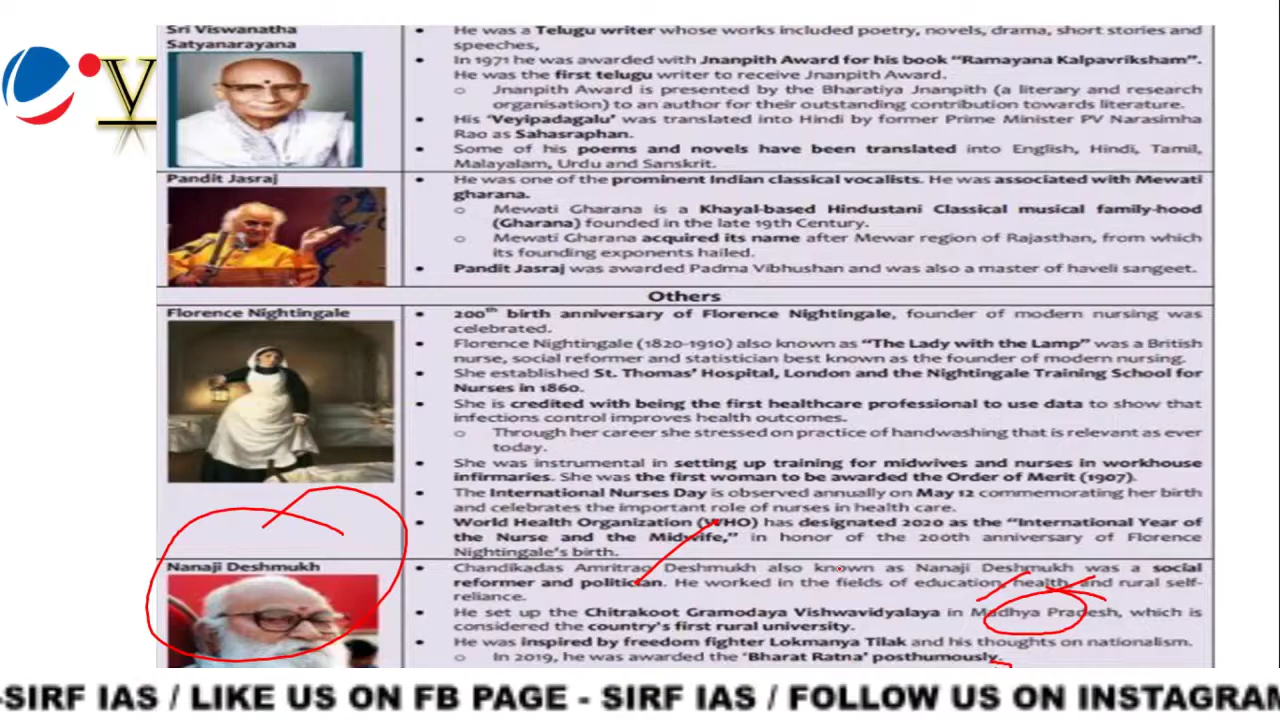 V
Sri Viswanatha
Satyanarayana
• He was a Telugu writer whose works included poetry, novels, drama, short stories and
speeches,
• In 1971 he was awarded with Jnanpith Award for his book “Ramayana Kalpavriksham”.
He was the first telugu writer to receive Jnanpith Award.
o Jnanpith Award is presented by the Bharatiya Jnanpith (a literary and research
organisation) to an author for their outstanding contribution towards literature.
• His ‘Veyipadagalu’ was translated into Hindi by former Prime Minister PV Narasimha
Rao as Sahasraphan.
• Some of his poems and novels have been translated into English, Hindi, Tamil,
Malayalam, Urdu and Sanskrit.
Pandit Jasraj
• He was one of the prominent Indian classical vocalists. He was associated with Mewati
gharana.
o Mewati Gharana is a Khayal-based Hindustani Classical musical family-hood
(Gharana) founded in the late 19th Century.
o Mewati Gharana acquired its name after Mewar region of Rajasthan, from which
its founding exponents hailed.
• Pandit Jasraj was awarded Padma Vibhushan and was also a master of haveli sangeet.
Others
Florence Nightingale
• 200th birth anniversary of Florence Nightingale, founder of modern nursing was
celebrated.
• Florence Nightingale (1820-1910) also known as “The Lady with the Lamp” was a British
nurse, social reformer and statistician best known as the founder of modern nursing.
• She established St. Thomas’ Hospital, London and the Nightingale Training School for
Nurses in 1860.
• She is credited with being the first healthcare professional to use data to show that
infections control improves health outcomes.
o Through her career she stressed on practice of handwashing that is relevant as ever
today.
• She was instrumental in setting up training for midwives and nurses in workhouse
infirmaries. She was the first woman to be awarded the Order of Merit (1907).
• The International Nurses Day is observed annually on May 12 commemorating her birth
and celebrates the important role of nurses in health care.
• World Health Organization (WHO) has designated 2020 as the “International Year of
the Nurse and the Midwife,” in honor of the 200th anniversary of Florence
Nightingale’s birth.
Nanaji Deshmukh
• Chandikadas Amritrao Deshmukh also known as Nanaji Deshmukh was a social
reformer and politician. He worked in the fields of education, health, and rural self-
reliance.
• He set up the Chitrakoot Gramodaya Vishwavidyalaya in Madhya Pradesh, which is
considered the country’s first rural university.
• He was inspired by freedom fighter Lokmanya Tilak and his thoughts on nationalism.
o In 2019, he was awarded the ‘Bharat Ratna’ posthumously.
-SIRF IAS / LIKE US ON FB PAGE - SIRF IAS / FOLLOW US ON INSTAGRAM